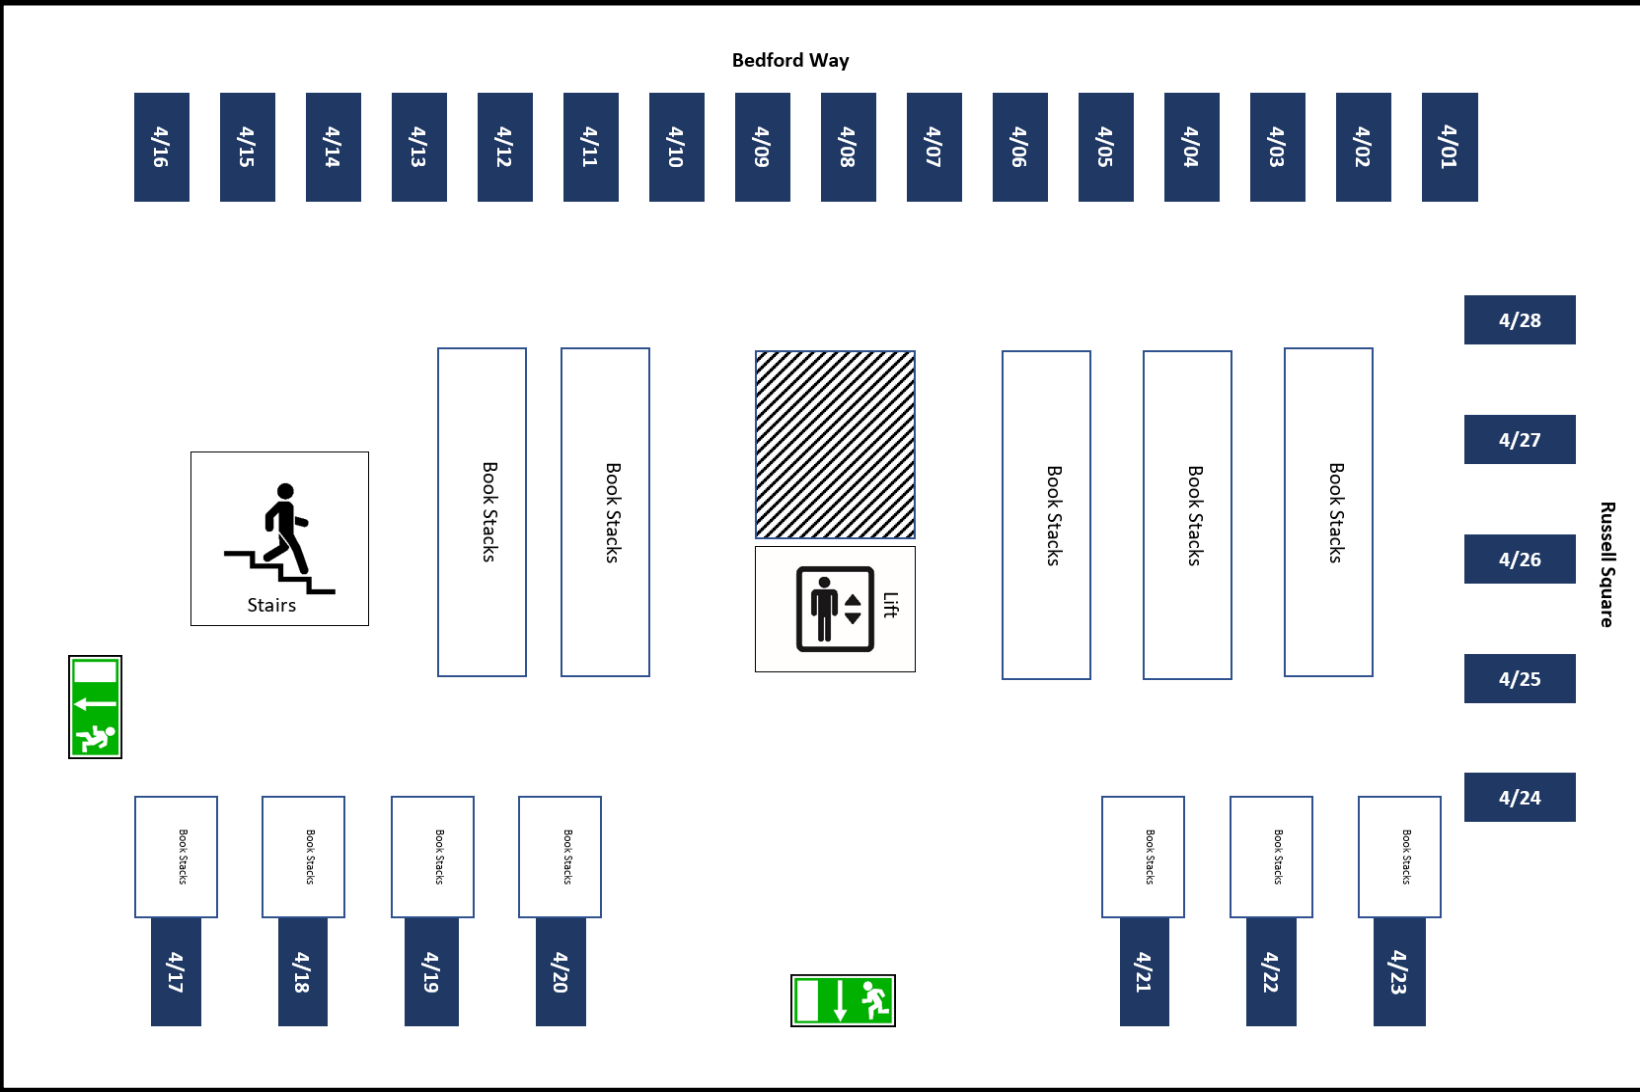 Bedford Way
4/16
4/15
4/14
4/13
4/12
4/11
4/10
4/09
4/08
4/07
4/06
4/05
4/04
4/03
4/02
4/01
4/28
4/27
4/26
4/25
4/24
Russell Square
Book Stacks
Book Stacks
Book Stacks
Book Stacks
Book Stacks
Stairs
Lift
Book Stacks
Book Stacks
Book Stacks
Book Stacks
Book Stacks
Book Stacks
Book Stacks
4/17
4/18
4/19
4/20
4/21
4/22
4/23